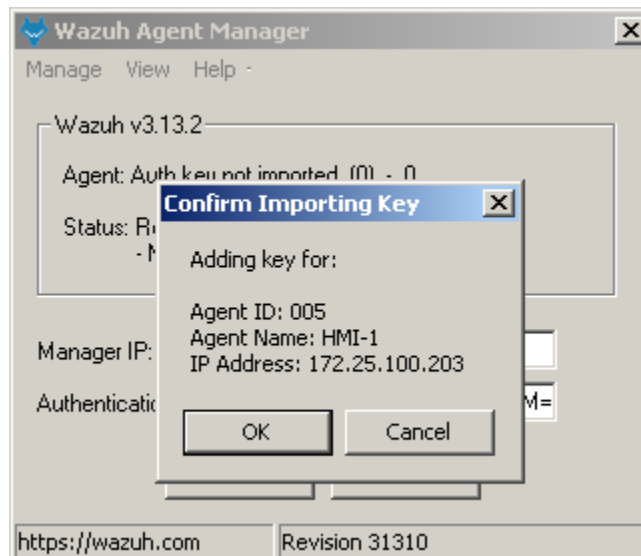 Wazuh Agent Manager
Manage View Help
Wazuh v3.13.2
Agent: Auth key not imported. (0) - 0
Status:
Confirm Importing Key
Adding key for:
Agent ID: 005
Agent Name: HMI-1
IP Address: 172.25.100.203
OK Cancel
Manager IP:
M=
https://wazuh.com Revision 31310